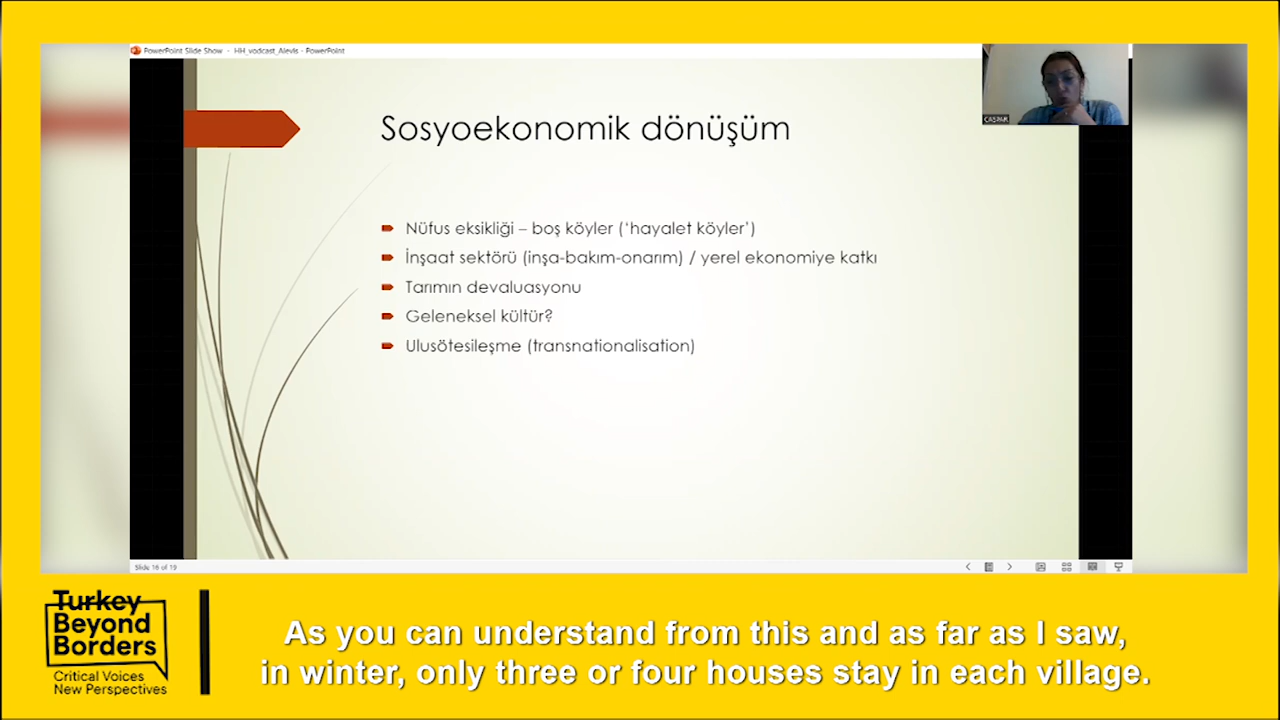 PowerPoint Slide Show - HH_vodcast_Alevis - PowerPoint
CASPAR
Sosyoekonomik dönüşüm
Nüfus eksikliği – boş köyler (‘hayalet köyler’)
İnşaat sektörü (inşa-bakım-onarım) / yerel ekonomiye katkı
Tarımın devaluasyonu
Geleneksel kültür?
Ulusötesileşme (transnationalisation)
Slide 16 of 19
Turkey
Beyond
Borders
Critical Voices
New Perspectives
As you can understand from this and as far as I saw,
in winter, only three or four houses stay in each village.